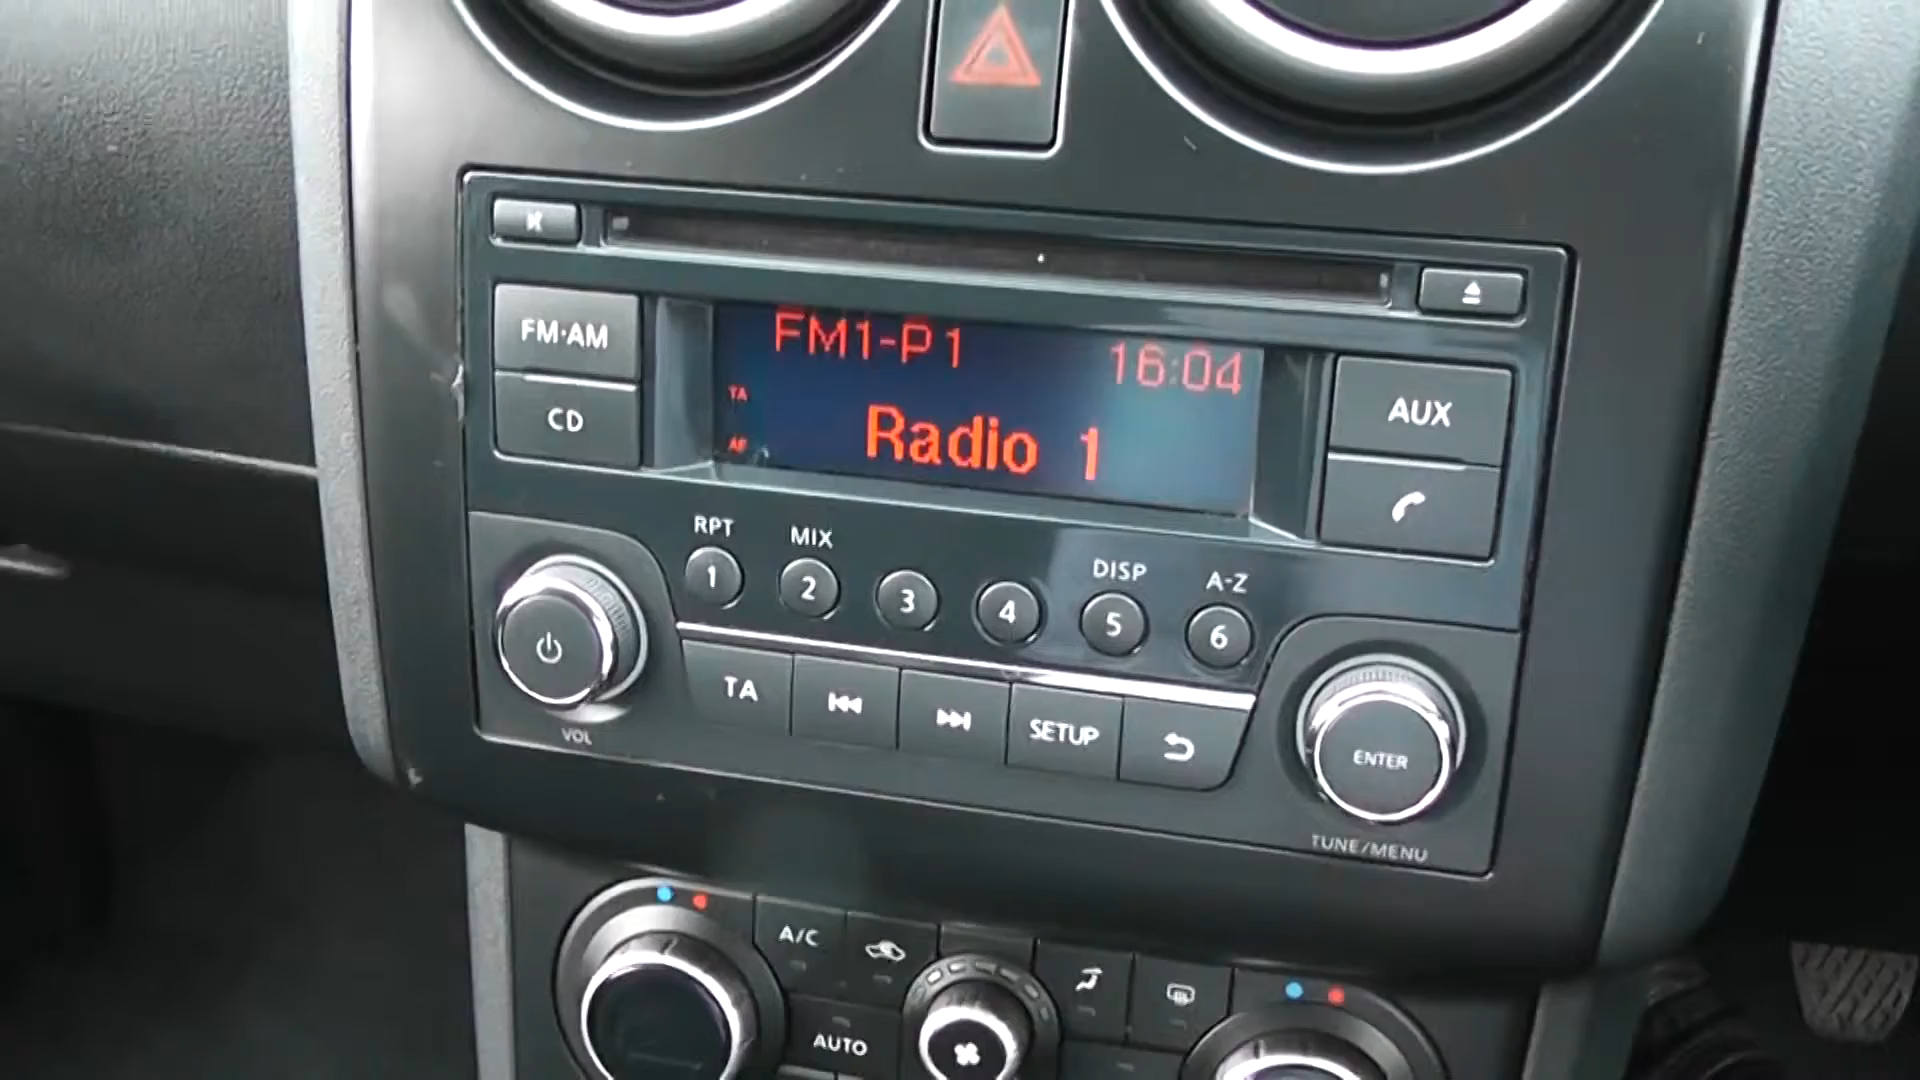 FM·AM
CD
FM1-P1
16:04
TA
AF
Radio 1
AUX
RPT
MIX
DISP
A-Z
1
2
3
4
5
6
VOL
TA
SETUP
ENTER
TUNE/MENU
A/C
AUTO